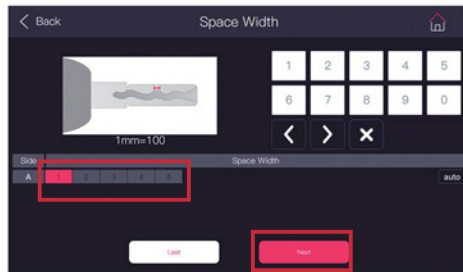 Back
Space Width
1 2 3 4 5
6 7 8 9 0
1mm=100
Side Space Width
A 1 2 3 4 5 auto
Last Next